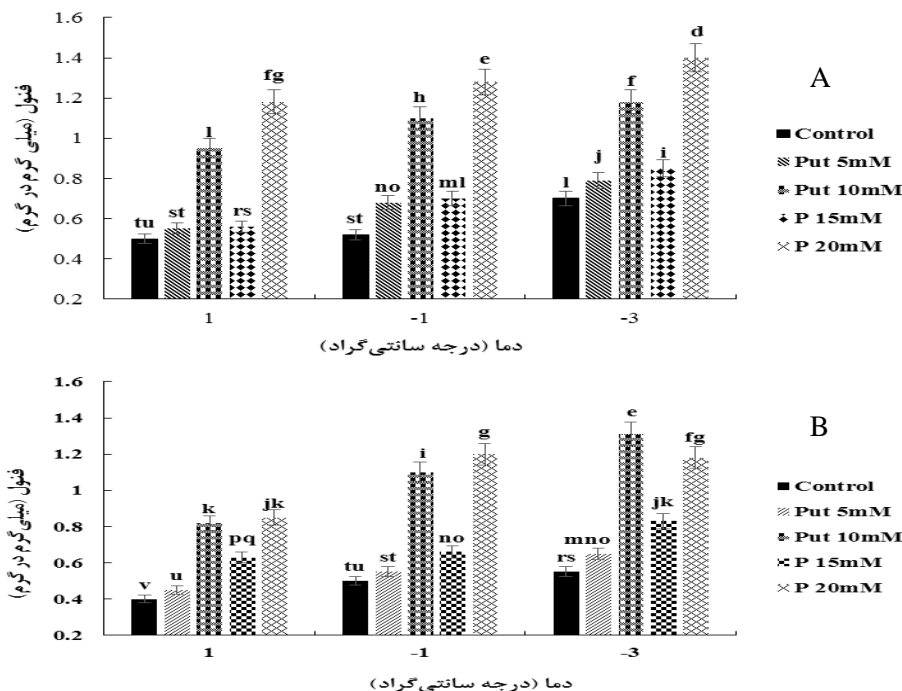 A
فنول (میلی گرم در گرم)
1.6
1.4
1.2
1
0.8
0.6
0.4
0.2
tu st l rs fg
st no h ml e
l j f i d
1 -1 -3
دما (درجه سانتی‌گراد)
Control
Put 5mM
Put 10mM
P 15mM
P 20mM
B
فنول (میلی‌گرم در گرم)
1.6
1.4
1.2
1
0.8
0.6
0.4
0.2
v u k pq jk
tu st i no g
rs mno e jk fg
1 -1 -3
دما (درجه سانتی‌گراد)
Control
Put 5mM
Put 10mM
P 15mM
P 20mM